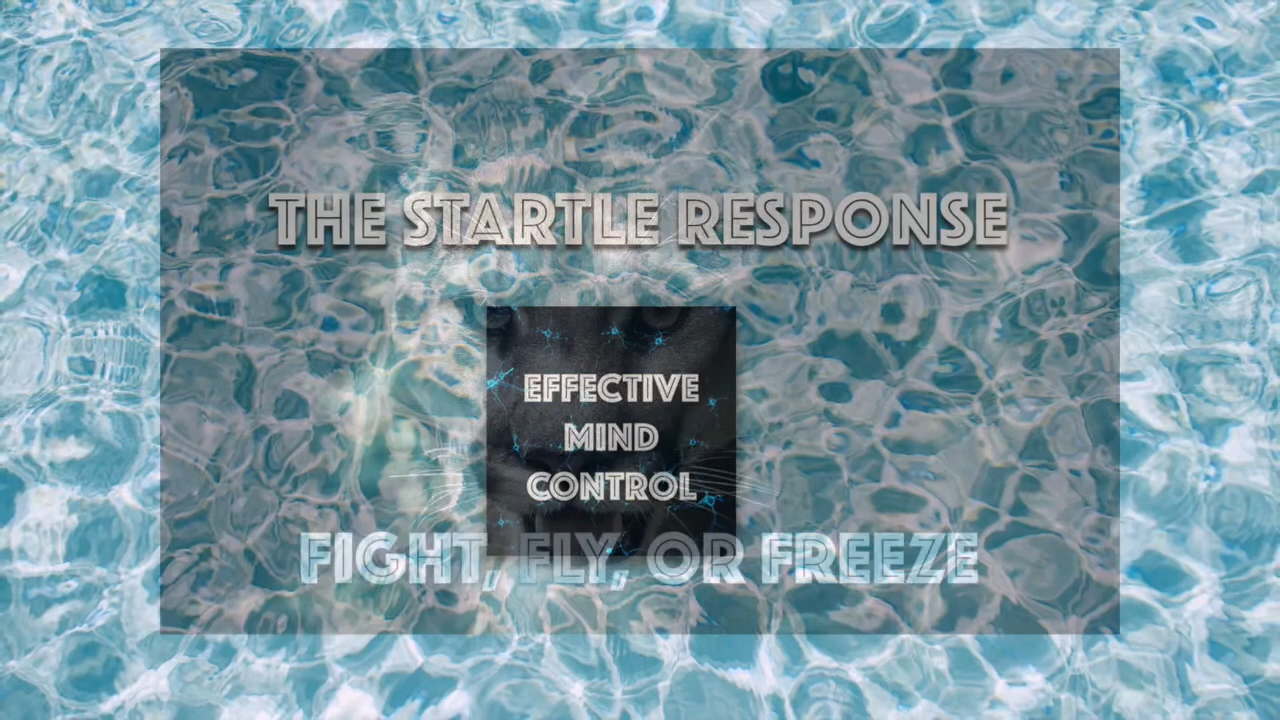 THE STARTLE RESPONSE
EFFECTIVE
MIND
CONTROL
FIGHT, FLY, OR FREEZE